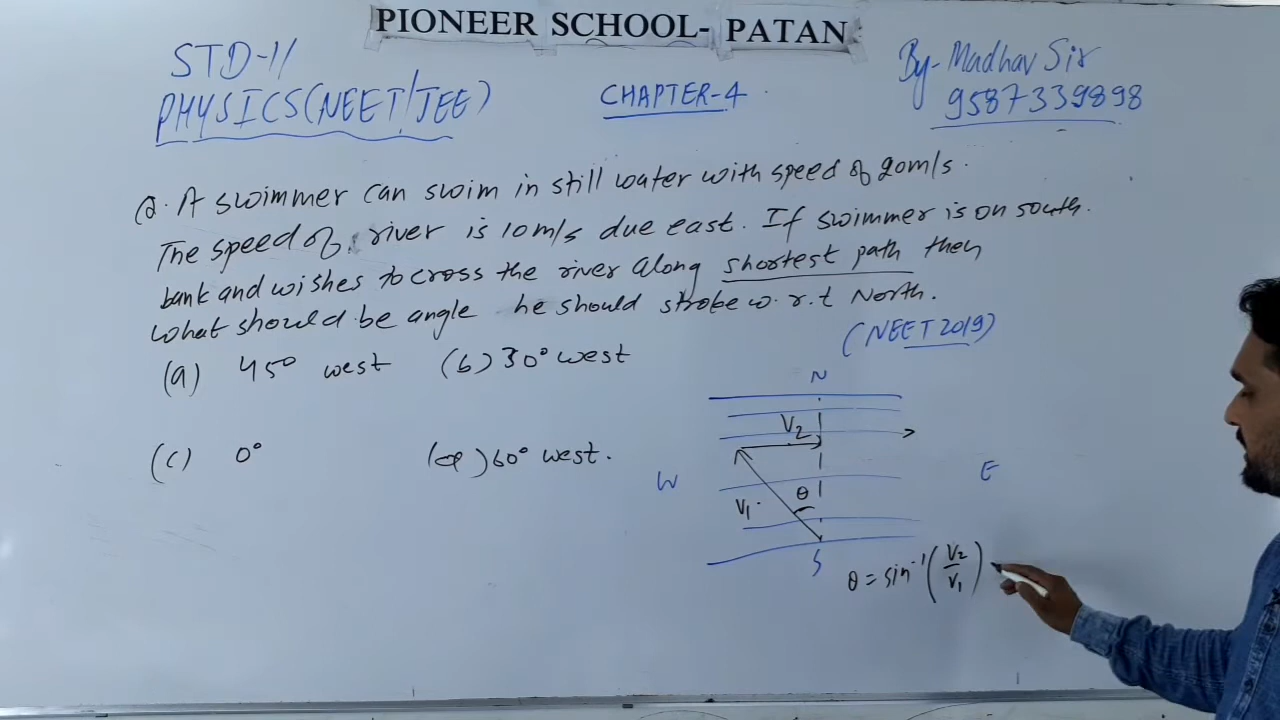 PIONEER SCHOOL- PATAN
STD-11
PHYSICS(NEET/JEE)
CHAPTER-4
By- Madhav Sir
9587339898
Q. A swimmer can swim in still water with speed of 20m/s.
The speed of river is 10m/s due east. If swimmer is on south.
bank and wishes to cross the river along shortest path then
what should be angle he should strobe w.r.t North.
(NEET 2019)
(a) 45° west (b) 30° west
(c) 0° (d) 60° west.
N
V₂
W
E
V₁
θ
S
θ = sin⁻¹(V₂/V₁)